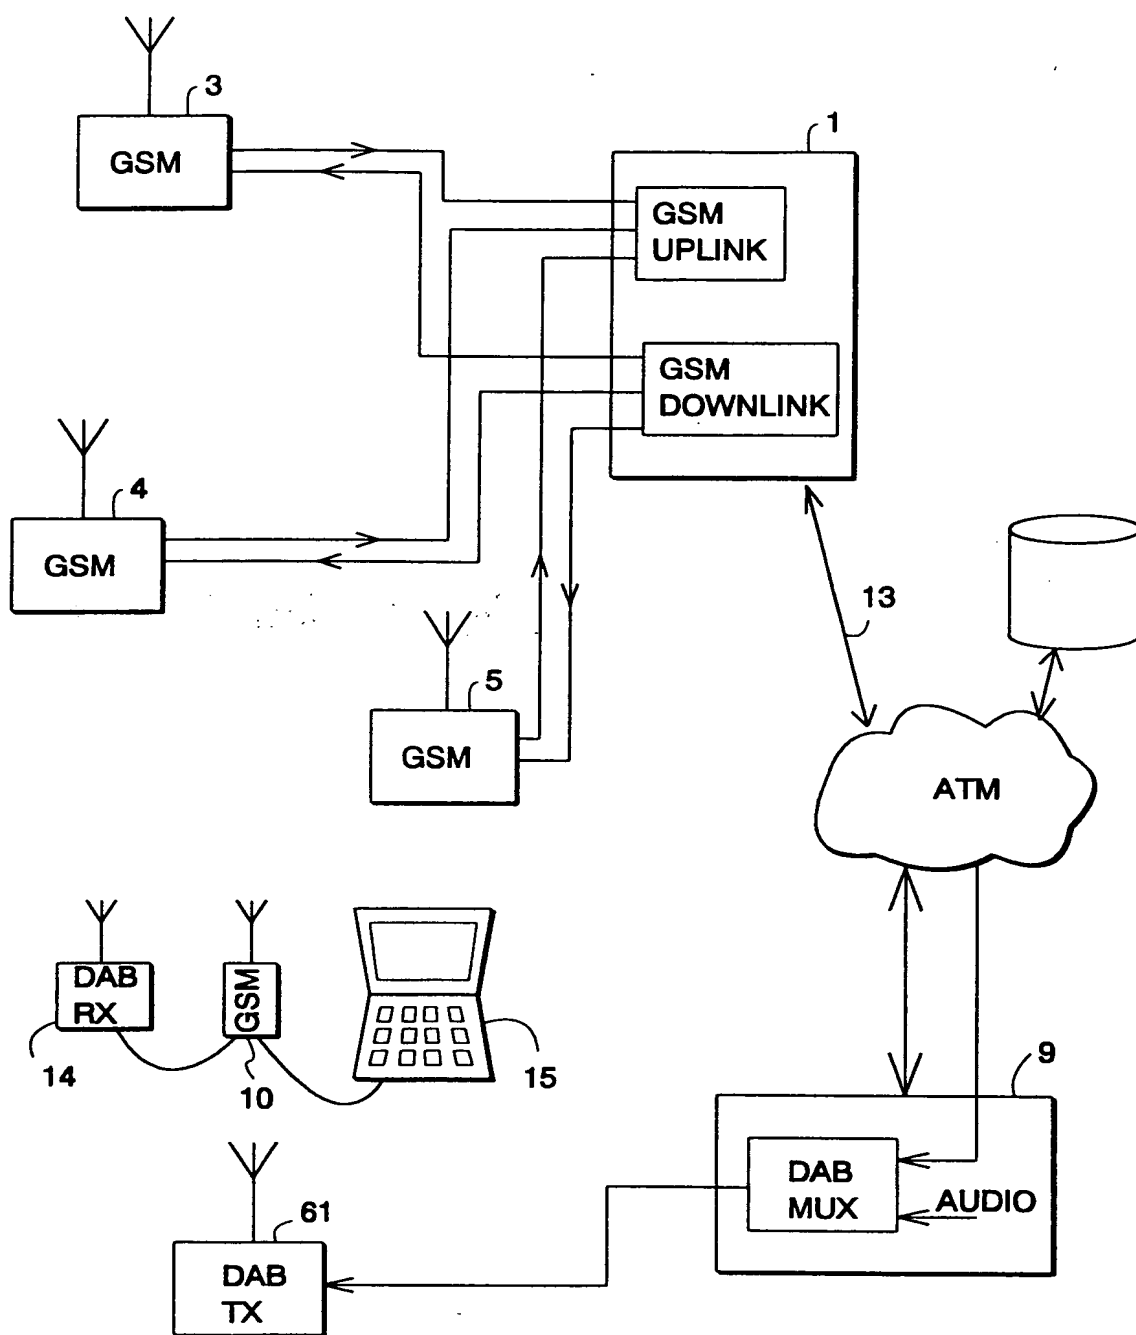 3
GSM
1
GSM
UPLINK
GSM
DOWNLINK
4
GSM
13
5
GSM
ATM
DAB
RX
GSM
14
10
15
9
DAB
MUX
AUDIO
61
DAB
TX